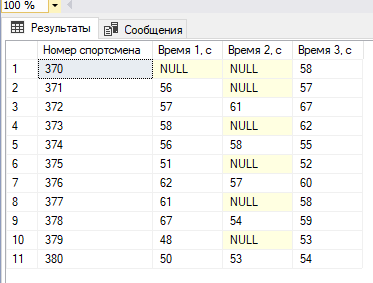 100 %
Результаты Сообщения
Номер спортсмена Время 1, с Время 2, с Время 3, с
1 370 NULL NULL 58
2 371 56 NULL 57
3 372 57 61 67
4 373 58 NULL 62
5 374 56 58 55
6 375 51 NULL 52
7 376 62 57 60
8 377 61 NULL 58
9 378 67 54 59
10 379 48 NULL 53
11 380 50 53 54